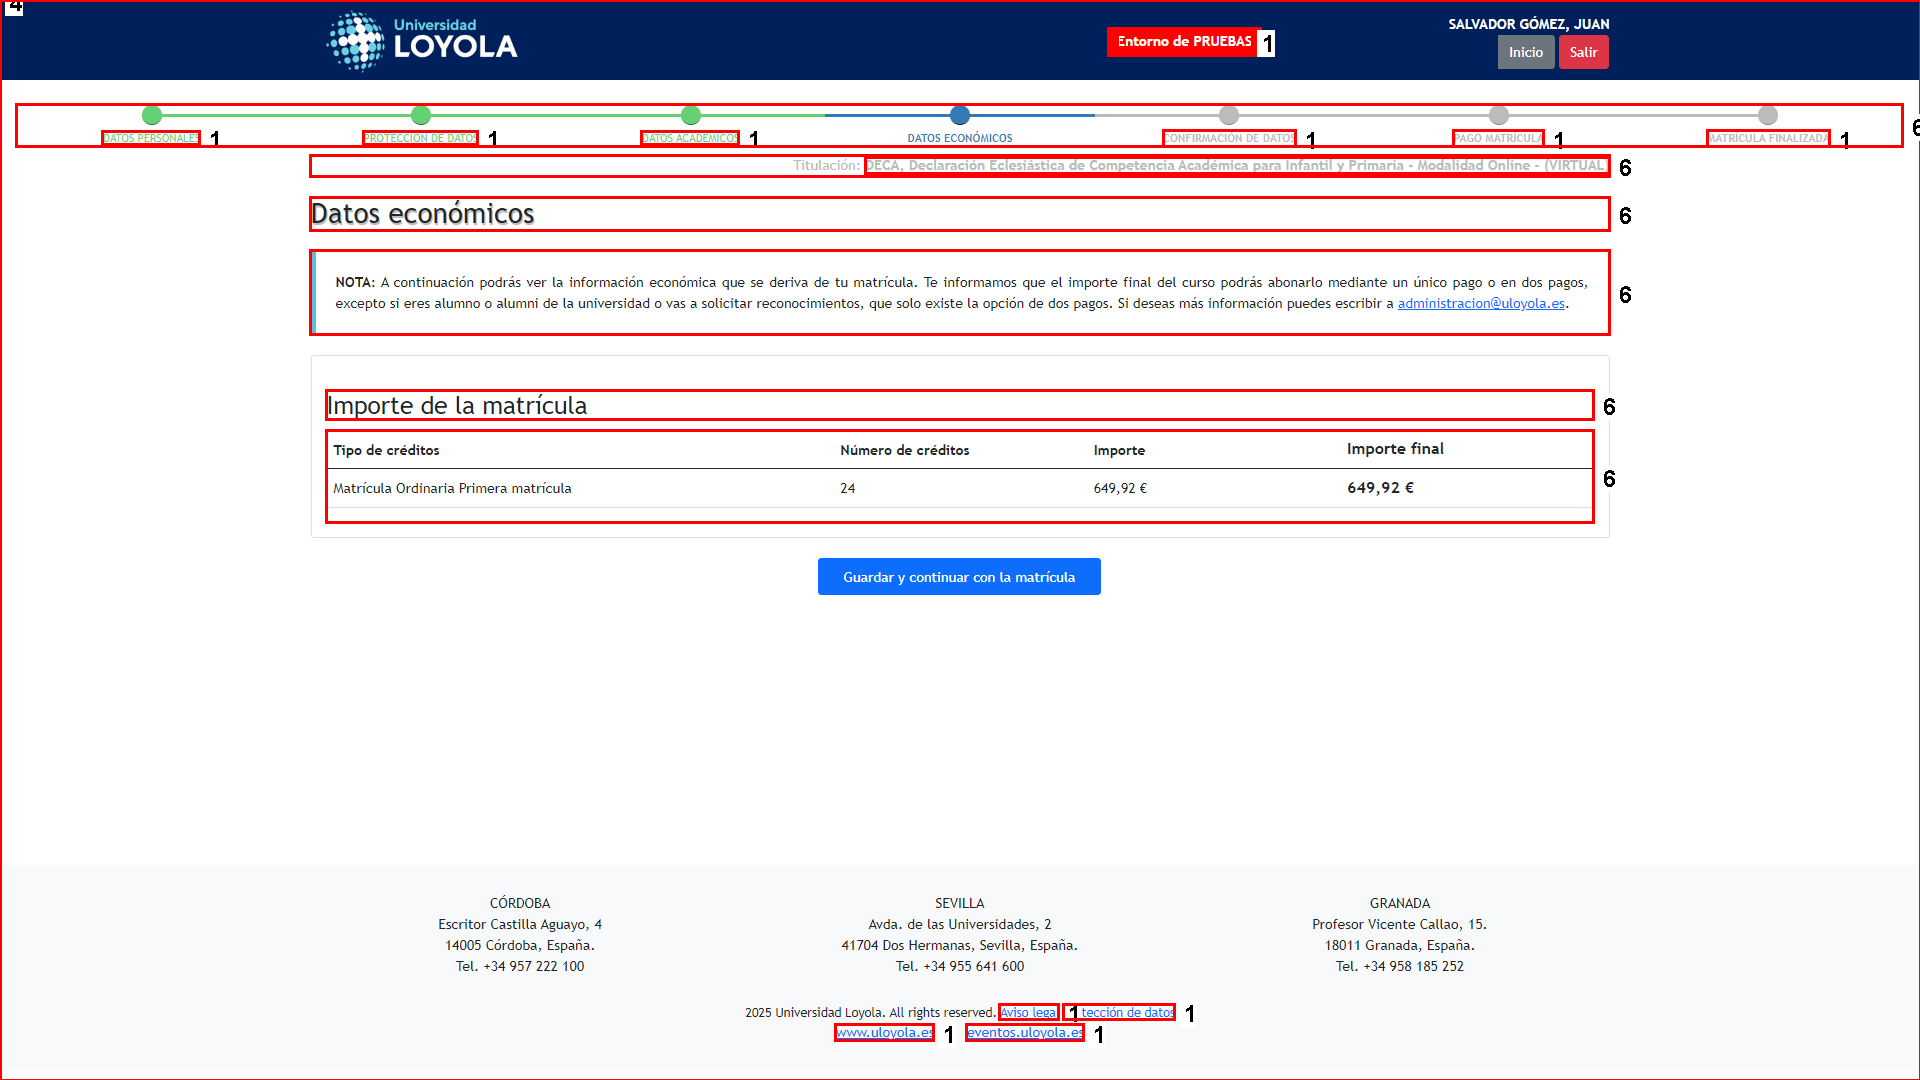 4
Universidad
LOYOLA
Entorno de PRUEBAS 1
SALVADOR GÓMEZ, JUAN
Inicio Salir
DATOS PERSONALES 1 PROTECCIÓN DE DATOS 1 DATOS ACADÉMICOS 1 DATOS ECONÓMICOS CONFIRMACIÓN DE DATOS 1 PAGO MATRÍCULA 1 MATRÍCULA FINALIZADA 1 6
Titulación: DECA, Declaración Eclesiástica de Competencia Académica para Infantil y Primaria - Modalidad Online - (VIRTUAL) 6
Datos económicos 6
NOTA: A continuación podrás ver la información económica que se deriva de tu matrícula. Te informamos que el importe final del curso podrás abonarlo mediante un único pago o en dos pagos,
excepto si eres alumno o alumni de la universidad o vas a solicitar reconocimientos, que solo existe la opción de dos pagos. Si deseas más información puedes escribir a administracion@uloyola.es.
6
Importe de la matrícula 6
Tipo de créditos Número de créditos Importe Importe final
6
Matrícula Ordinaria Primera matrícula 24 649,92 € 649,92 €
Guardar y continuar con la matrícula
CÓRDOBA
Escritor Castilla Aguayo, 4
14005 Córdoba, España.
Tel. +34 957 222 100
SEVILLA
Avda. de las Universidades, 2
41704 Dos Hermanas, Sevilla, España.
Tel. +34 955 641 600
GRANADA
Profesor Vicente Callao, 15.
18011 Granada, España.
Tel. +34 958 185 252
2025 Universidad Loyola. All rights reserved. Aviso legal 1 tección de datos 1
www.uloyola.es 1 eventos.uloyola.es 1